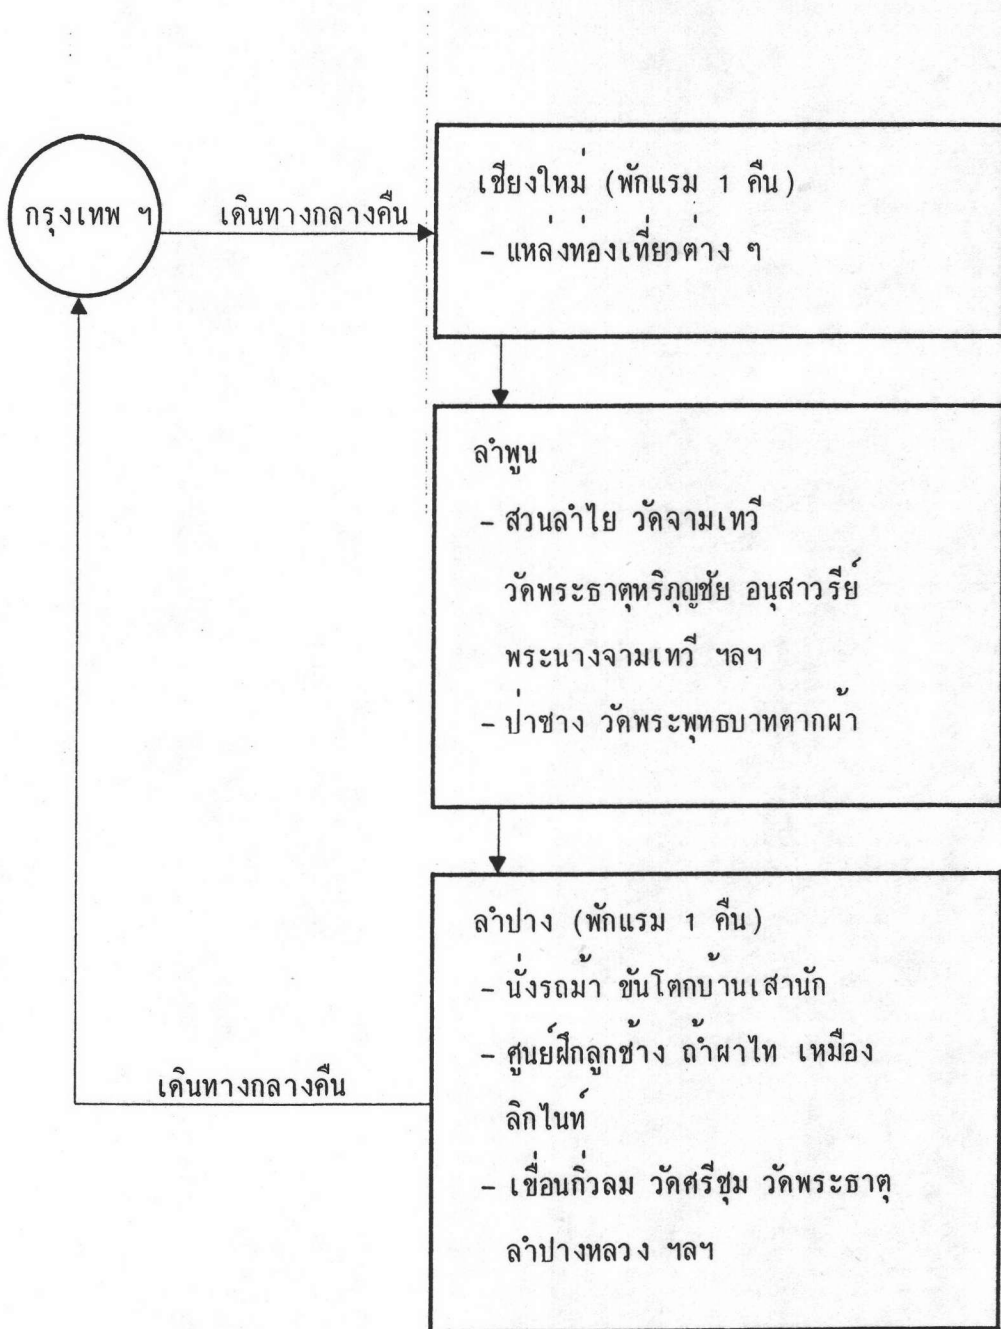 กรุงเทพ ฯ
เดินทางกลางคืน
เชียงใหม่ (พักแรม 1 คืน)
- แหล่งท่องเที่ยวต่าง ๆ
ลำพูน
- สวนลำไย วัดจามเทวี
วัดพระธาตุหริภุญชัย อนุสาวรีย์
พระนางจามเทวี ฯลฯ
- ป่าซาง วัดพระพุทธบาทตากผ้า
ลำปาง (พักแรม 1 คืน)
- นั่งรถม้า ขันโตกบ้านเสานัก
- ศูนย์ฝึกลูกช้าง ถ้ำผาไท เหมือง
ลิกไนท์
- เขื่อนกิ่วลม วัดศรีชุม วัดพระธาตุ
ลำปางหลวง ฯลฯ
เดินทางกลางคืน